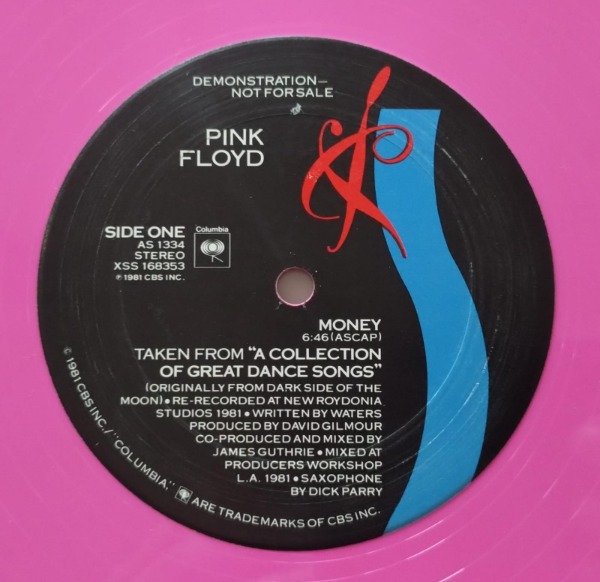 DEMONSTRATION—
NOT FOR SALE
PINK
FLOYD
SIDE ONE
AS 1334
STEREO
XSS 168353
℗ 1981 CBS INC.
Columbia
MONEY
6:46 (ASCAP)
TAKEN FROM "A COLLECTION
OF GREAT DANCE SONGS"
(ORIGINALLY FROM DARK SIDE OF THE
MOON) • RE-RECORDED AT NEW ROYDONIA
STUDIOS 1981 • WRITTEN BY WATERS
PRODUCED BY DAVID GILMOUR
CO-PRODUCED AND MIXED BY
JAMES GUTHRIE • MIXED AT
PRODUCERS WORKSHOP
L.A. 1981 • SAXOPHONE
BY DICK PARRY
© 1981 CBS INC./"COLUMBIA," ARE TRADEMARKS OF CBS INC.